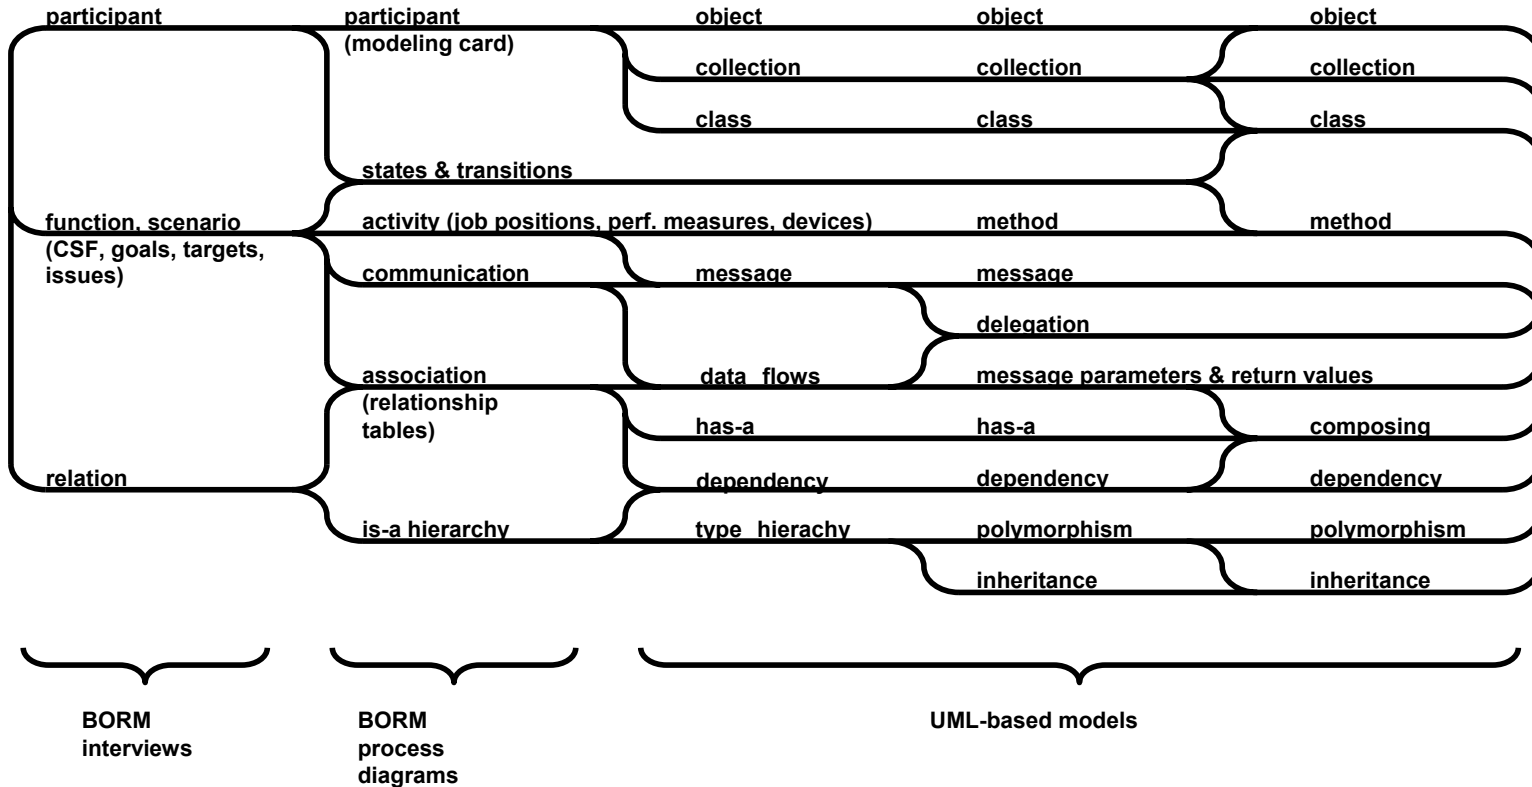 participant participant object object object
(modeling card)
collection collection collection
class class class
states & transitions
function, scenario activity (job positions, perf. measures, devices) method method
(CSF, goals, targets,
issues) communication message message
delegation
association data flows message parameters & return values
(relationship
tables) has-a has-a composing
relation dependency dependency dependency
is-a hierarchy type hierachy polymorphism polymorphism
inheritance inheritance
BORM BORM UML-based models
interviews process
diagrams